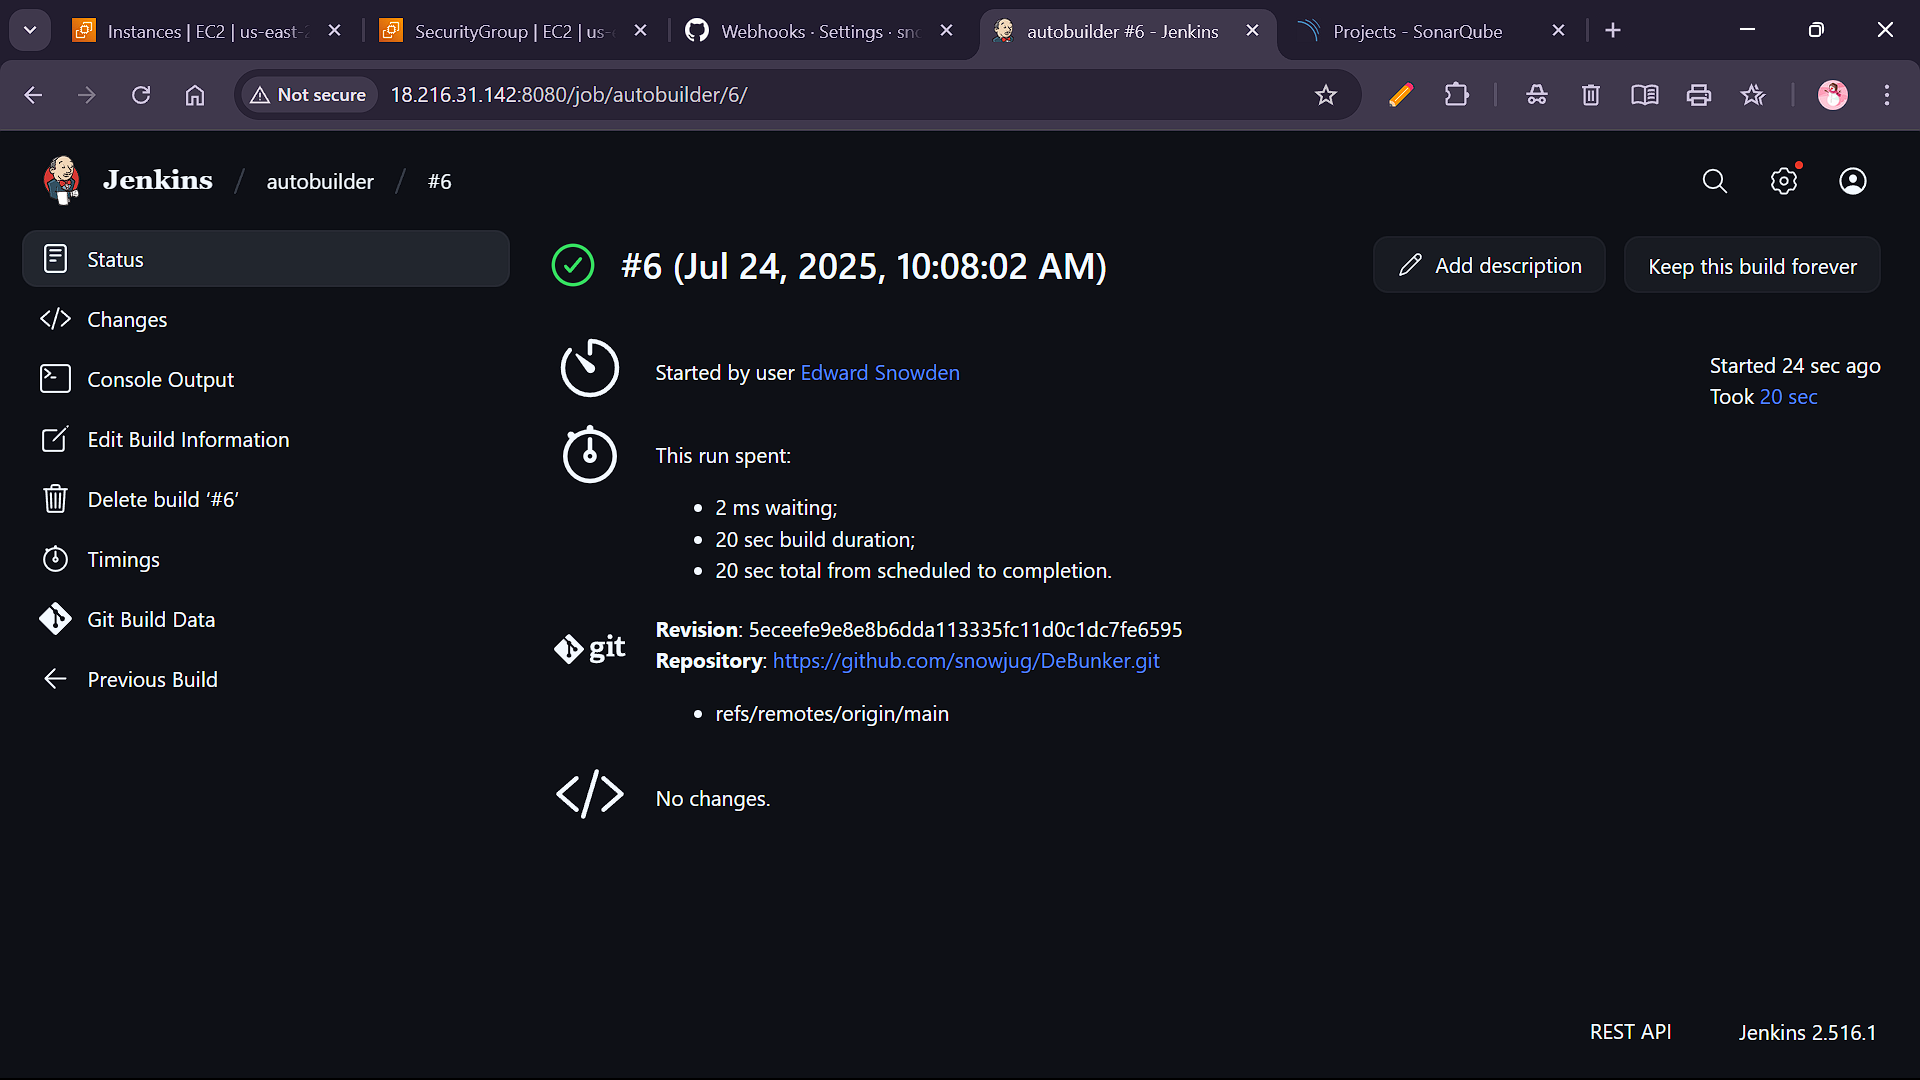 Instances | EC2 | us-east-2
SecurityGroup | EC2 | us-e
Webhooks · Settings · sno
autobuilder #6 - Jenkins
Projects - SonarQube
Not secure
18.216.31.142:8080/job/autobuilder/6/
Jenkins / autobuilder / #6
Status
Changes
Console Output
Edit Build Information
Delete build ‘#6’
Timings
Git Build Data
Previous Build
#6 (Jul 24, 2025, 10:08:02 AM)
Add description
Keep this build forever
Started by user Edward Snowden
Started 24 sec ago
Took 20 sec
This run spent:
• 2 ms waiting;
• 20 sec build duration;
• 20 sec total from scheduled to completion.
git
Revision: 5eceefe9e8e8b6dda113335fc11d0c1dc7fe6595
Repository: https://github.com/snowjug/DeBunker.git
• refs/remotes/origin/main
No changes.
REST API
Jenkins 2.516.1